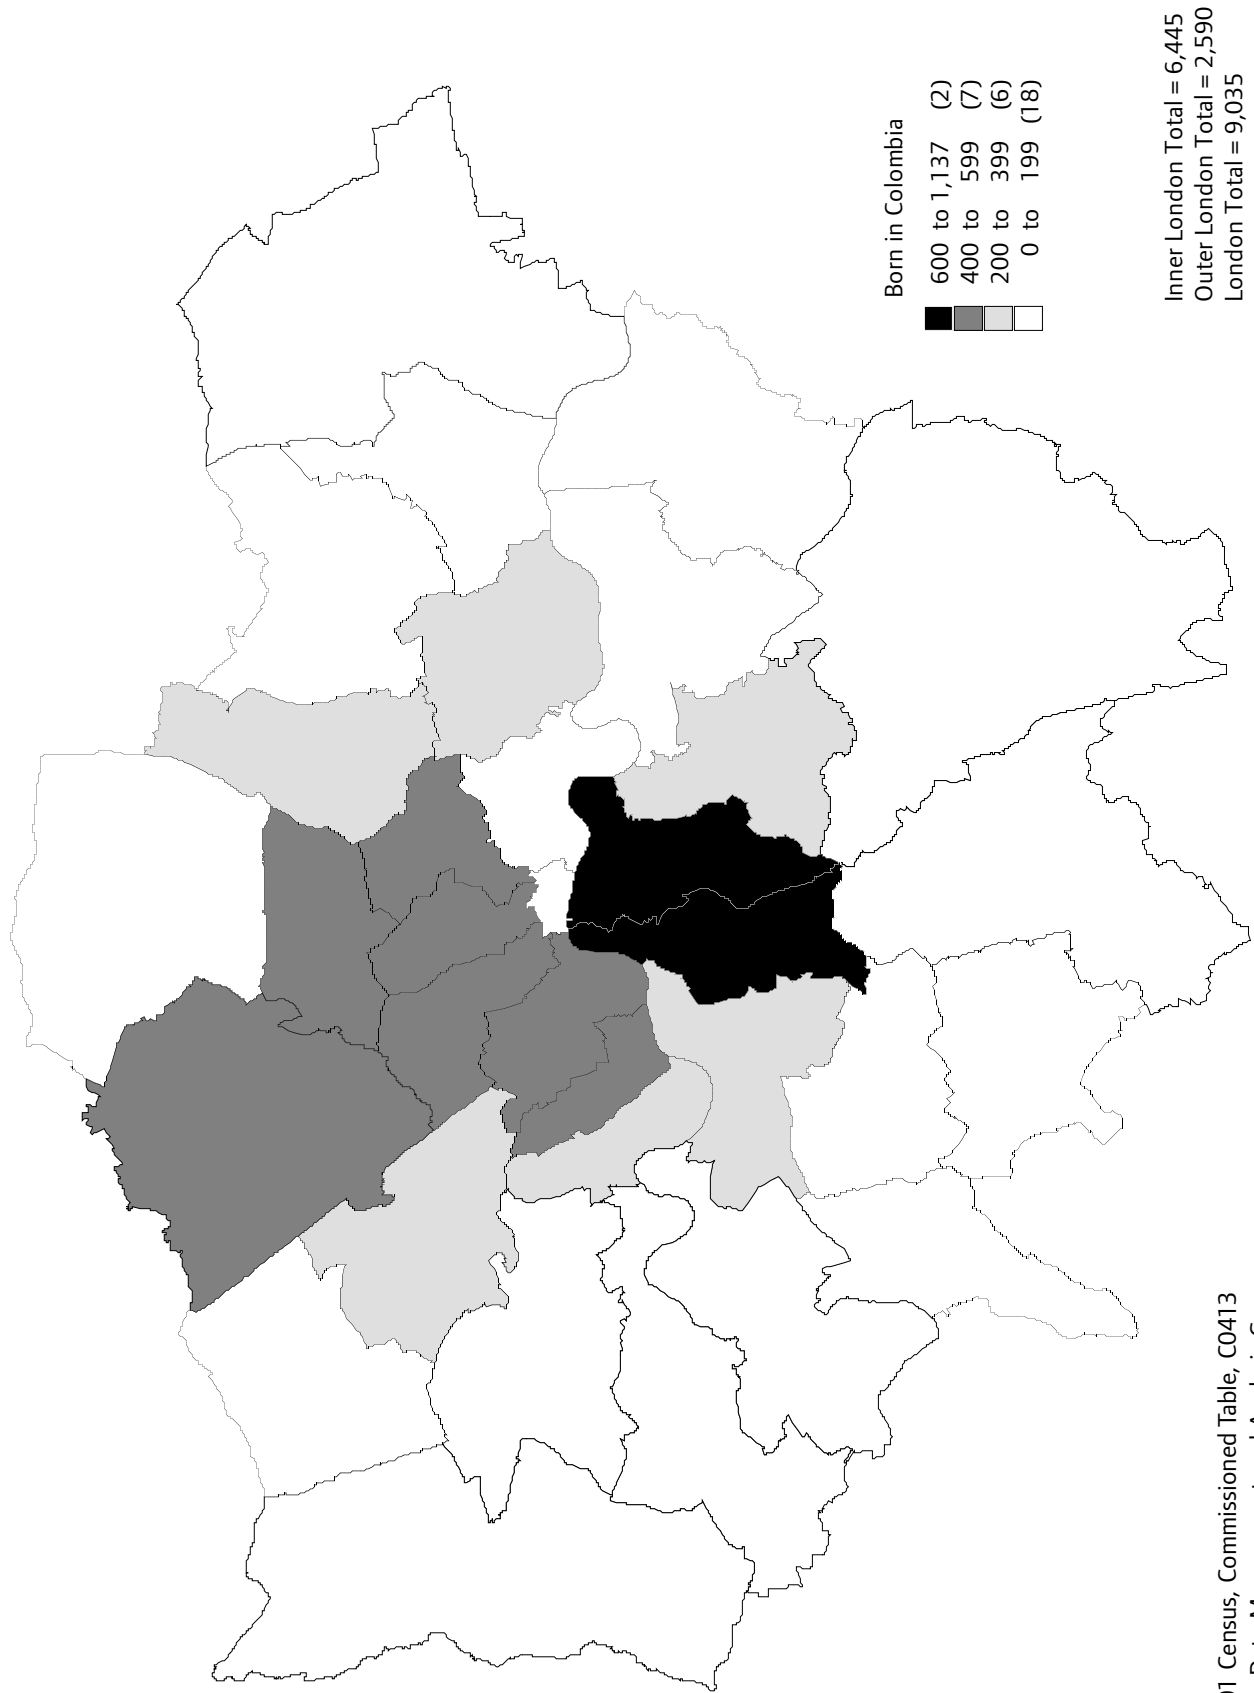 Born in Colombia
600 to 1,137 (2)
400 to 599 (7)
200 to 399 (6)
0 to 199 (18)
Inner London Total = 6,445
Outer London Total = 2,590
London Total = 9,035
Census, Commissioned Table, C0413